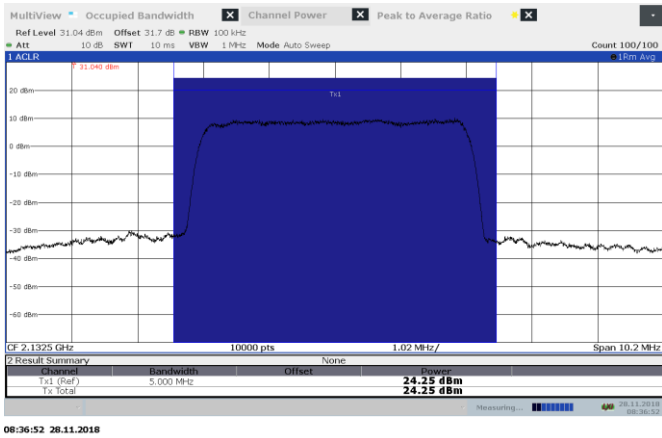 MultiView Occupied Bandwidth X Channel Power X Peak to Average Ratio X
Ref Level 31.04 dBm Offset 31.7 dB RBW 100 kHz
Att 10 dB SWT 10 ms VBW 1 MHz Mode Auto Sweep Count 100/100
1 ACLR 1Rm Avg
31.040 dBm
20 dBm
Tx1
10 dBm
0 dBm
-10 dBm
-20 dBm
-30 dBm
-40 dBm
-50 dBm
-60 dBm
CF 2.1325 GHz 10000 pts 1.02 MHz/ Span 10.2 MHz
2 Result Summary None
Channel Bandwidth Offset Power
Tx1 (Ref) 5.000 MHz 24.25 dBm
Tx Total 24.25 dBm
Measuring... 28.11.2018
08:36:52
08:36:52 28.11.2018